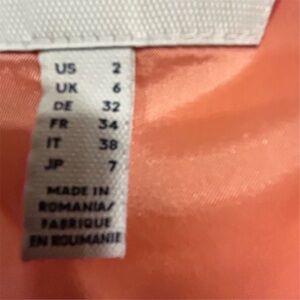 US 2
UK 6
DE 32
FR 34
IT 38
JP 7
MADE IN
ROMANIA/
FABRIQUE
EN ROUMANIE